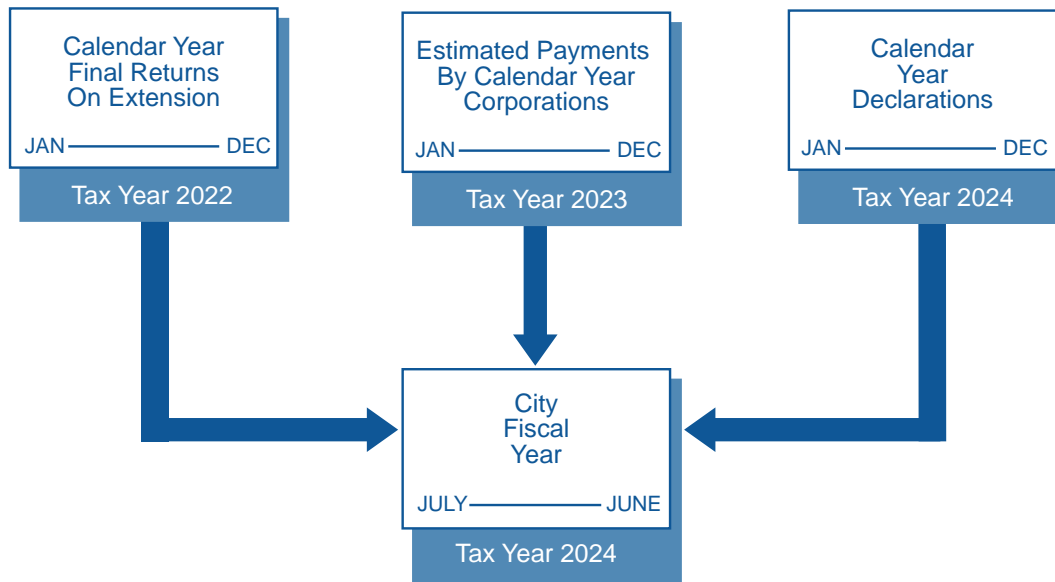 Calendar Year
Final Returns
On Extension
JAN DEC
Tax Year 2022
Estimated Payments
By Calendar Year
Corporations
JAN DEC
Tax Year 2023
Calendar
Year
Declarations
JAN DEC
Tax Year 2024
City
Fiscal
Year
JULY JUNE
Tax Year 2024